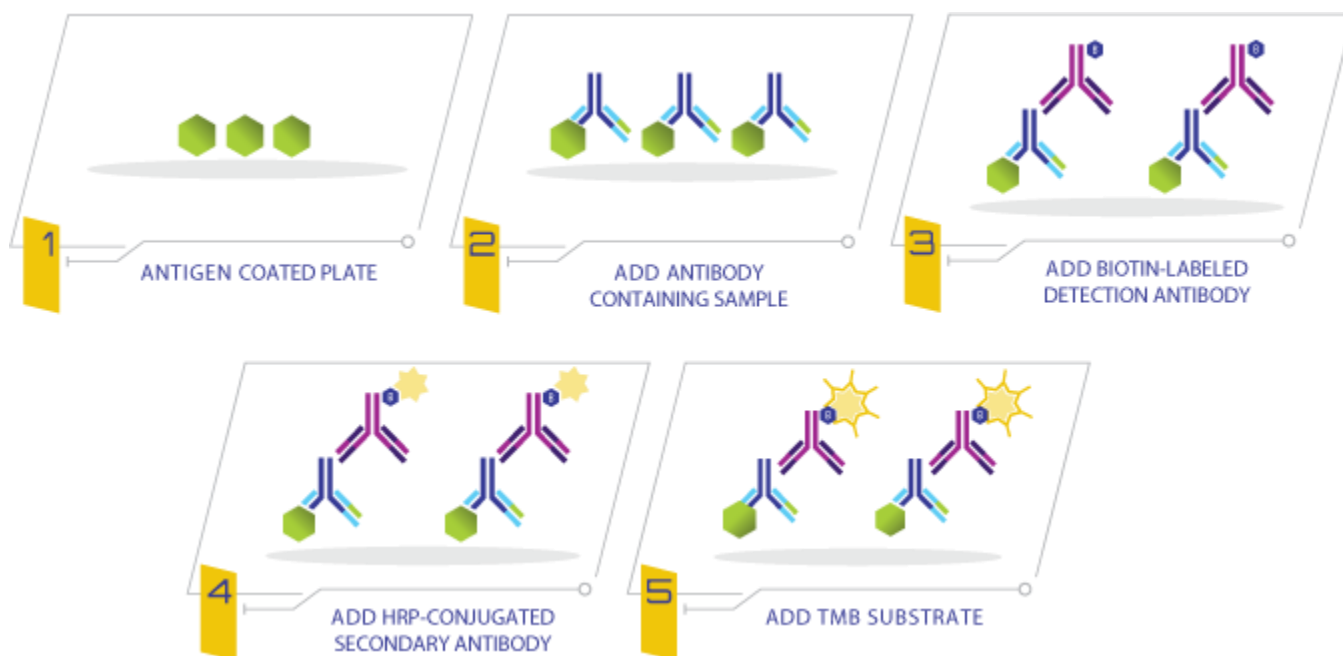 1
ANTIGEN COATED PLATE
2
ADD ANTIBODY
CONTAINING SAMPLE
B
B
3
ADD BIOTIN-LABELED
DETECTION ANTIBODY
B
B
4
ADD HRP-CONJUGATED
SECONDARY ANTIBODY
B
B
5
ADD TMB SUBSTRATE